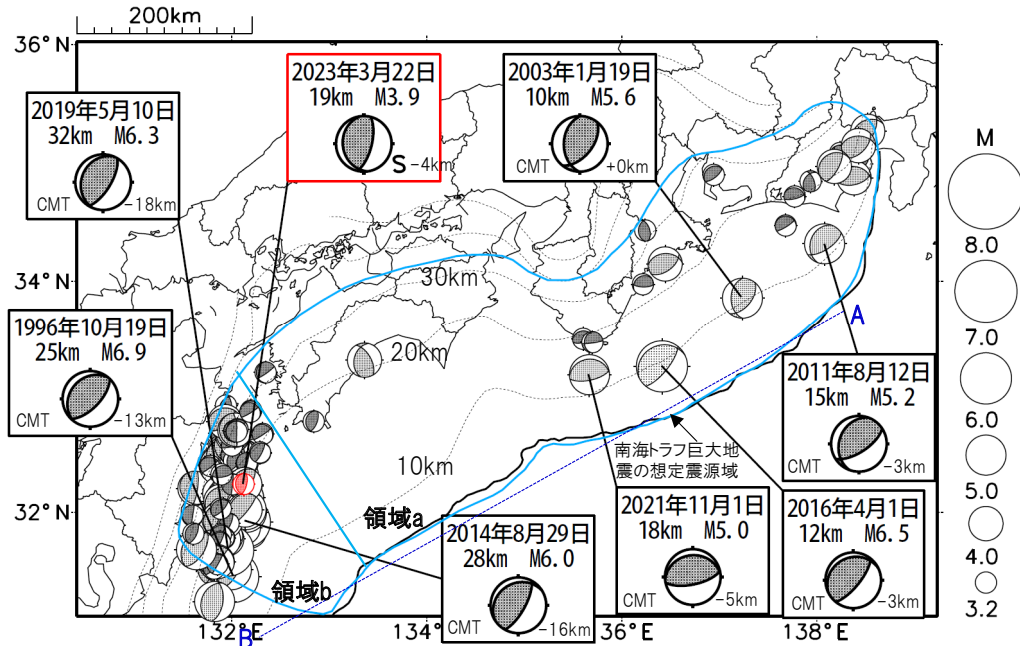 200km
36°N
34°N
32°N
132°E
134°E
136°E
138°E
2019年5月10日
32km M6.3
CMT
-18km
2023年3月22日
19km M3.9
S
-4km
2003年1月19日
10km M5.6
CMT
+0km
1996年10月19日
25km M6.9
CMT
-13km
2011年8月12日
15km M5.2
CMT
-3km
2014年8月29日
28km M6.0
CMT
-16km
2021年11月1日
18km M5.0
CMT
-5km
2016年4月1日
12km M6.5
CMT
-3km
30km
20km
10km
A
B
領域a
領域b
南海トラフ巨大地
震の想定震源域
M
8.0
7.0
6.0
5.0
4.0
3.2